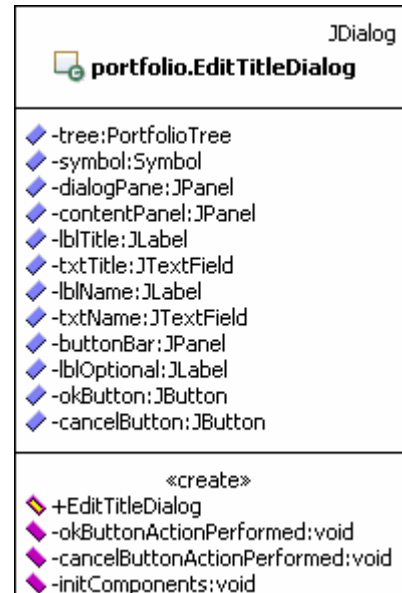 JDialog
portfolio.EditTitleDialog
-tree:PortfolioTree
-symbol:Symbol
-dialogPane:JPanel
-contentPanel:JPanel
-lblTitle:JLabel
-txtTitle:JTextField
-lblName:JLabel
-txtName:JTextField
-buttonBar:JPanel
-lblOptional:JLabel
-okButton:JButton
-cancelButton:JButton
«create»
+EditTitleDialog
-okButtonActionPerformed:void
-cancelButtonActionPerformed:void
-initComponents:void